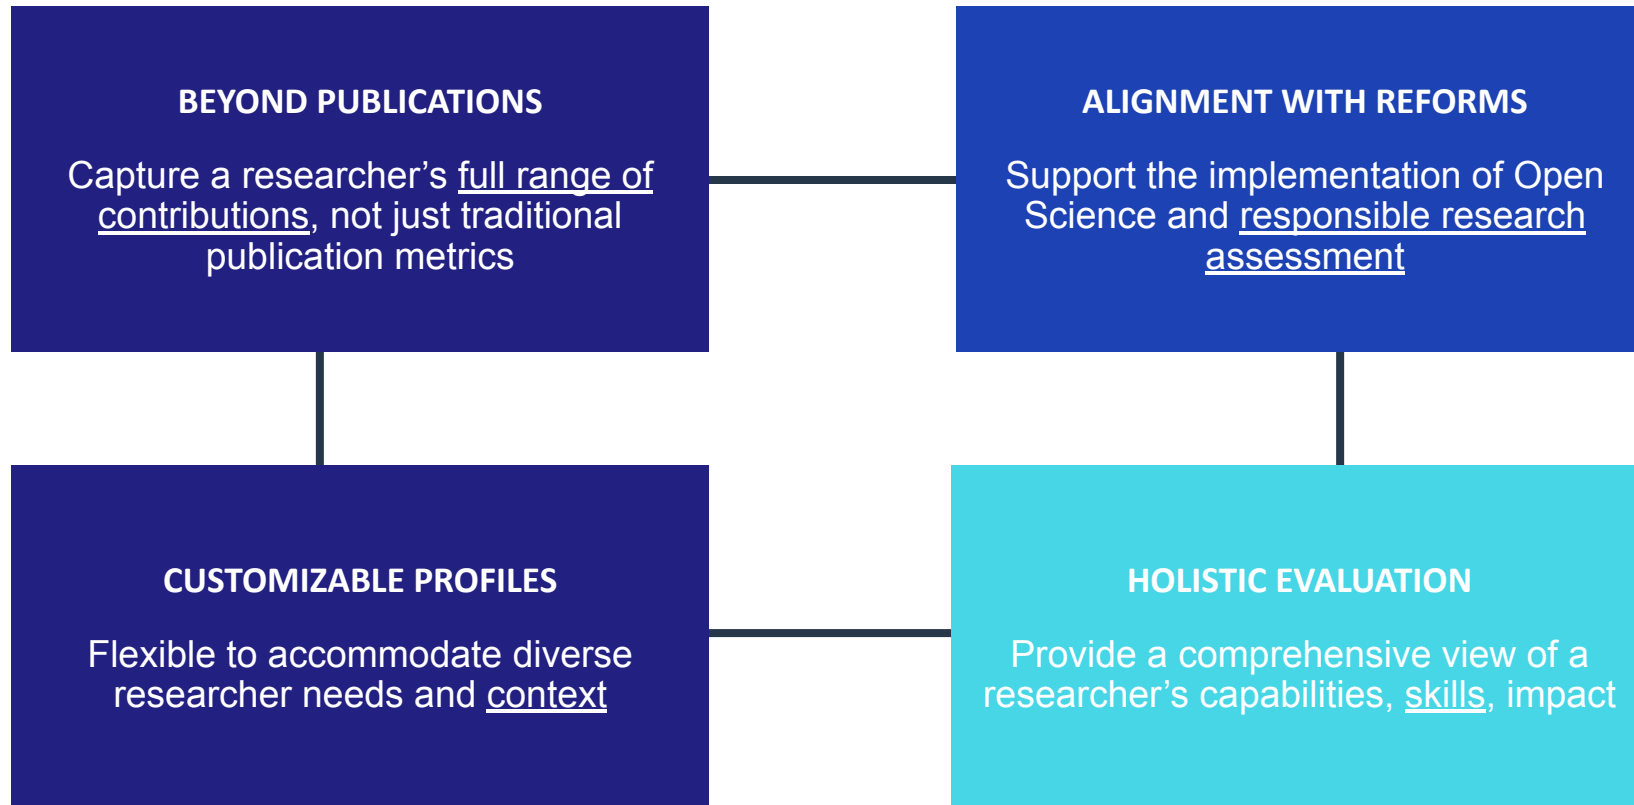 BEYOND PUBLICATIONS
Capture a researcher’s full range of
contributions, not just traditional
publication metrics
ALIGNMENT WITH REFORMS
Support the implementation of Open
Science and responsible research
assessment
CUSTOMIZABLE PROFILES
Flexible to accommodate diverse
researcher needs and context
HOLISTIC EVALUATION
Provide a comprehensive view of a
researcher’s capabilities, skills, impact